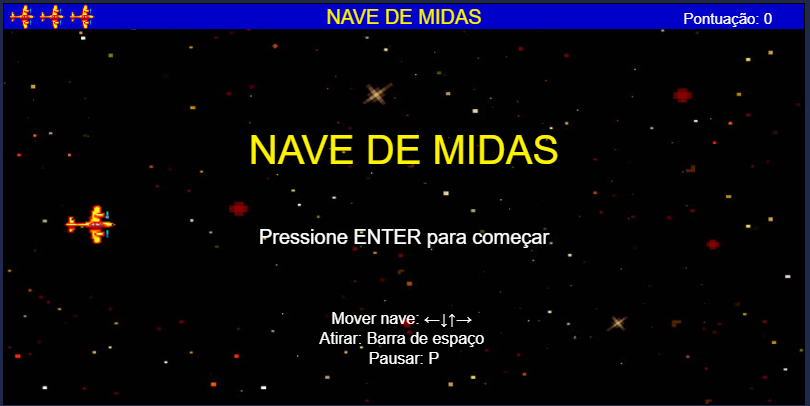 NAVE DE MIDAS
Pontuação: 0
NAVE DE MIDAS
Pressione ENTER para começar.
Mover nave: ←↓↑→
Atirar: Barra de espaço
Pausar: P